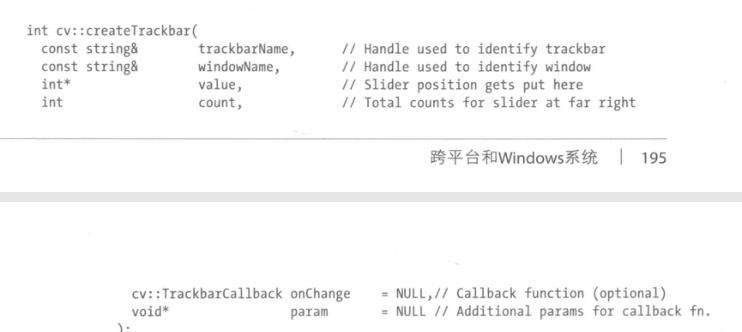 int cv::createTrackbar(
const string& trackbarName, // Handle used to identify trackbar
const string& windowName, // Handle used to identify window
int* value, // Slider position gets put here
int count, // Total counts for slider at far right
跨平台和Windows系统 | 195
cv::TrackbarCallback onChange = NULL,// Callback function (optional)
void* param = NULL // Additional params for callback fn.
);